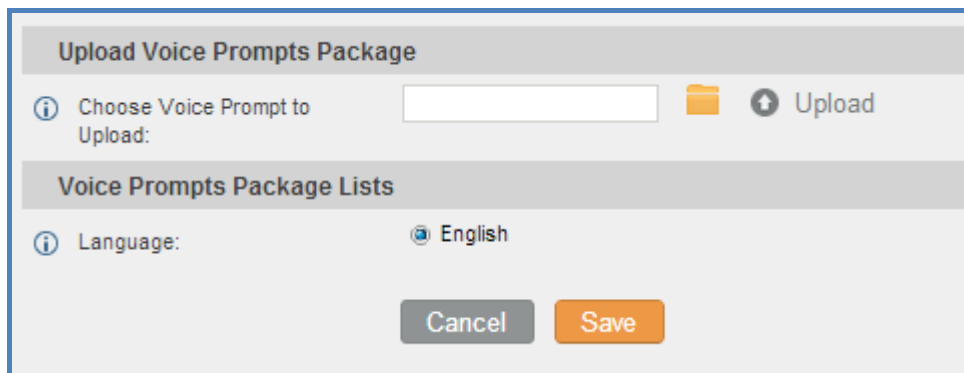 Upload Voice Prompts Package
Choose Voice Prompt to
Upload:
Upload
Voice Prompts Package Lists
Language:
English
Cancel
Save